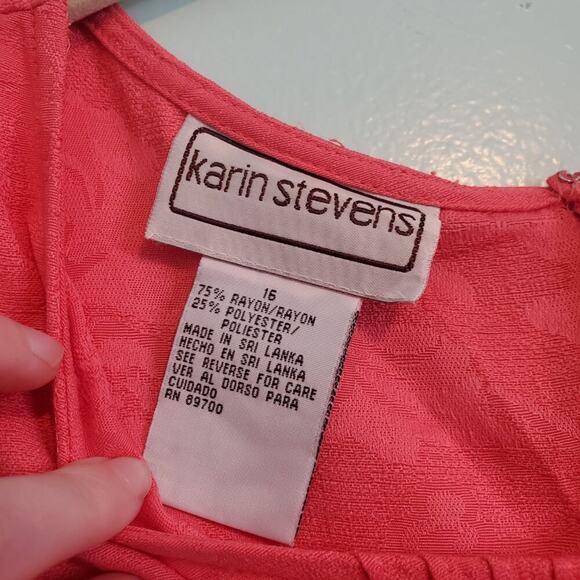 karin stevens
16
75% RAYON/RAYON
25% POLYESTER/
POLIESTER
MADE IN SRI LANKA
HECHO EN SRI LANKA
SEE REVERSE FOR CARE
VER AL DORSO PARA
CUIDADO
RN 89700